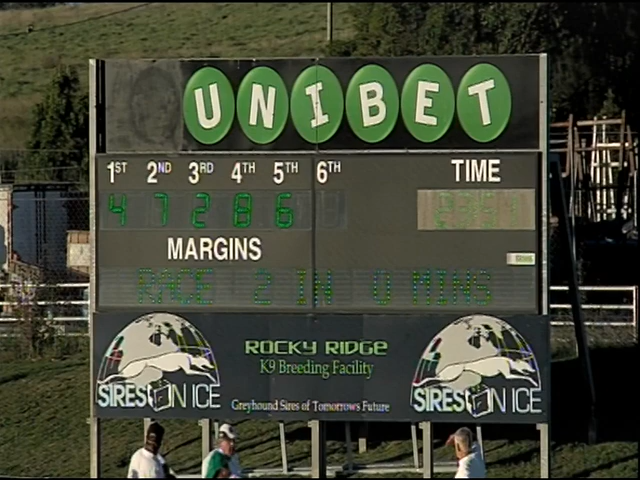 UNIBET
1ST 2ND 3RD 4TH 5TH 6TH TIME
4 7 2 8 6
MARGINS
RACE 2 IN 0 MINS
ROCKY RIDGE
K9 Breeding Facility
SIRES ON ICE
Greyhound Sires of Tomorrows Future
SIRES ON ICE